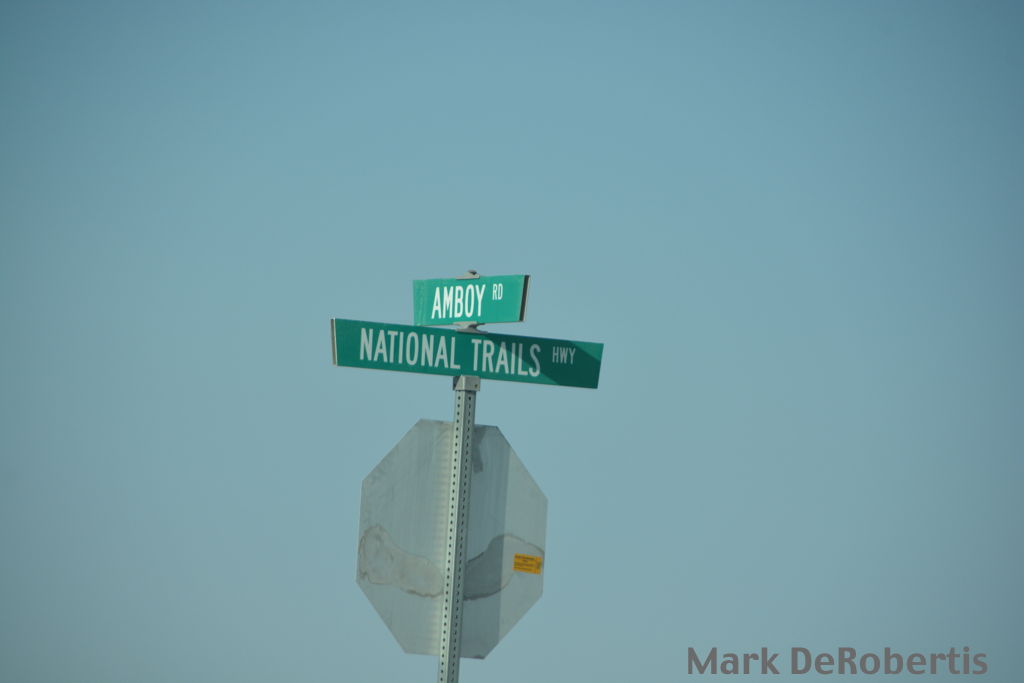 AMBOY RD
NATIONAL TRAILS HWY
Mark DeRobertis